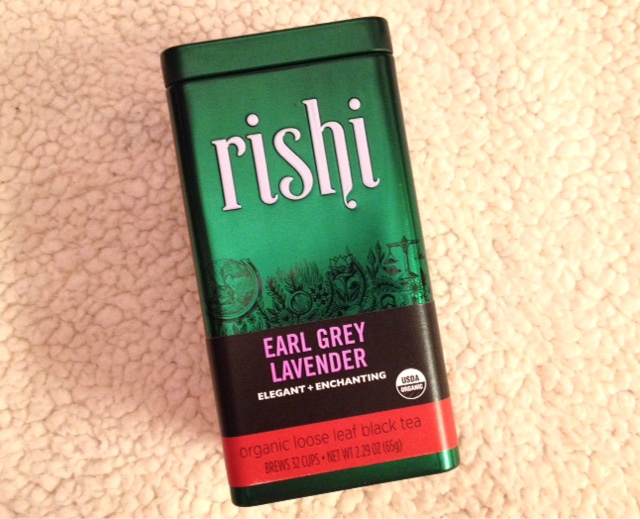 rishi
EARL GREY
LAVENDER
ELEGANT + ENCHANTING
USDA
ORGANIC
organic loose leaf black tea
BREWS 32 CUPS • NET WT 2.29 OZ (65g)